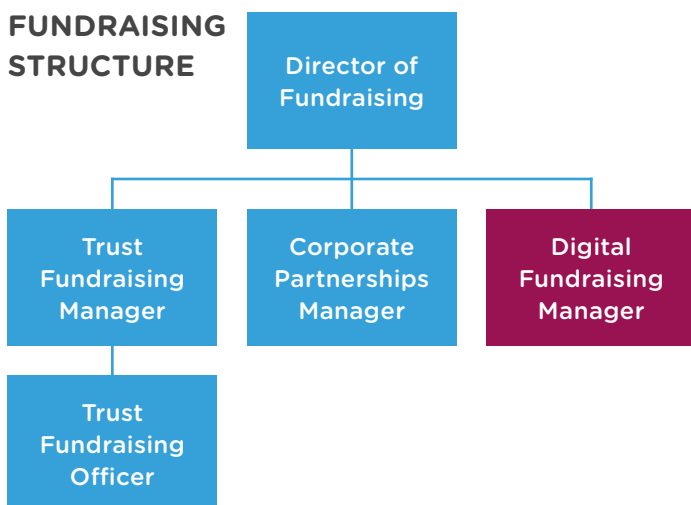 FUNDRAISING
STRUCTURE
Director of
Fundraising
Trust
Fundraising
Manager
Corporate
Partnerships
Manager
Digital
Fundraising
Manager
Trust
Fundraising
Officer